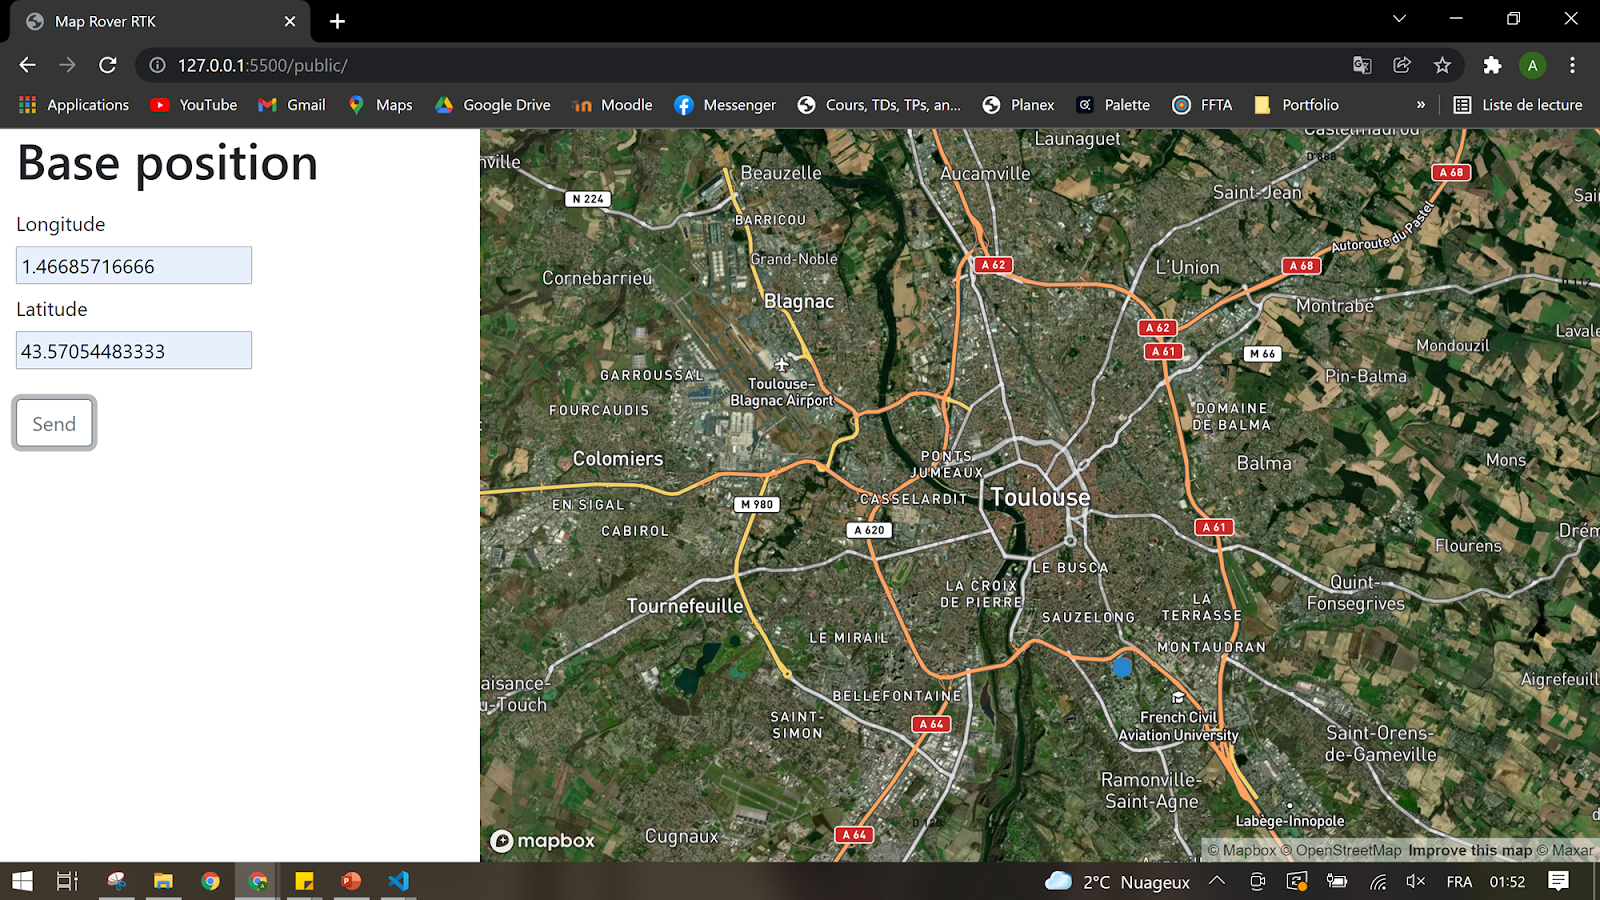 Map Rover RTK
127.0.0.1:5500/public/
Applications YouTube Gmail Maps Google Drive Moodle Messenger Cours, TDs, TPs, an... Planex Palette FFTA Portfolio » Liste de lecture
A
Base position
Longitude
1.46685716666
Latitude
43.57054483333
Send
Launaguet
nville
Beauzelle
Aucamville
A 68
N 224
Saint-Jean
BARRICOU
Autoroute du Pastel
Grand-Noble
A 62
L'Union
A 68
Cornebarrieu
Blagnac
Montrabé
A 62
A 61
M 66
Mondouzil
Toulouse–
Blagnac Airport
GARROUSSAL
Pin-Balma
FOURCAUDIS
DOMAINE
DE BALMA
Colomiers
PONTS
JUMEAUX
Balma
Mons
EN SIGAL
M 980
CASSELARDIT
Toulouse
CABIROL
A 620
A 61
Flourens
LE BUSCA
LA CROIX
DE PIERRE
Quint-
Fonsegrives
Tournefeuille
LA
TERRASSE
SAUZELONG
LE MIRAIL
MONTAUDRAN
aisance-
u-Touch
BELLEFONTAINE
SAINT-
SIMON
A 64
French Civil
Aviation University
Saint-Orens-
de-Gameville
Ramonville-
Saint-Agne
Labège-Innopole
Cugnaux
A 64
mapbox
© Mapbox © OpenStreetMap Improve this map © Maxar
2°C Nuageux FRA 01:52